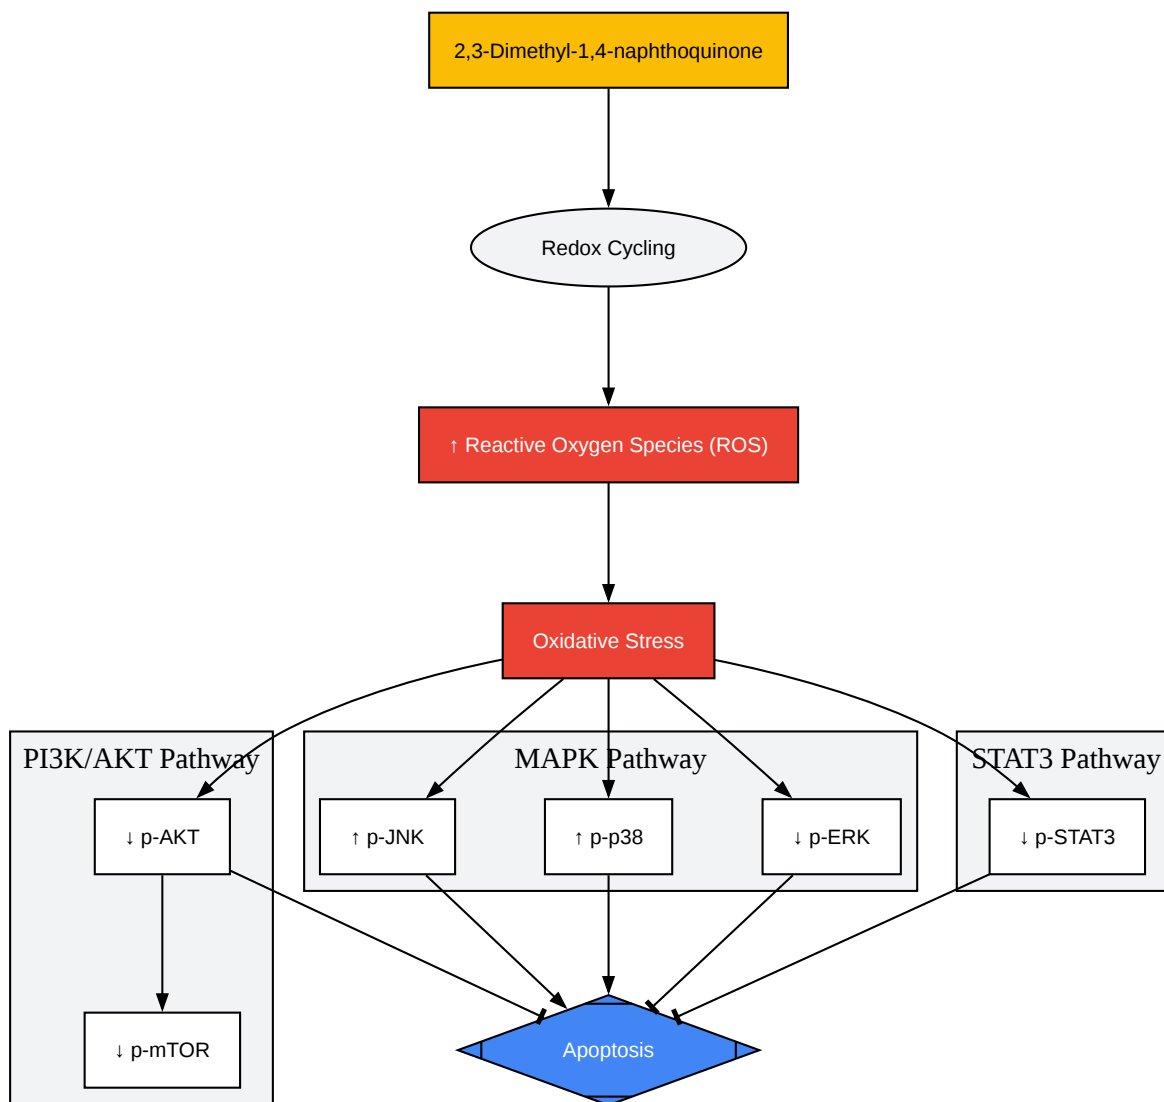 2,3-Dimethyl-1,4-naphthoquinone
Redox Cycling
↑ Reactive Oxygen Species (ROS)
Oxidative Stress
PI3K/AKT Pathway
MAPK Pathway
STAT3 Pathway
↓ p-AKT
↑ p-JNK
↑ p-p38
↓ p-ERK
↓ p-STAT3
↓ p-mTOR
Apoptosis